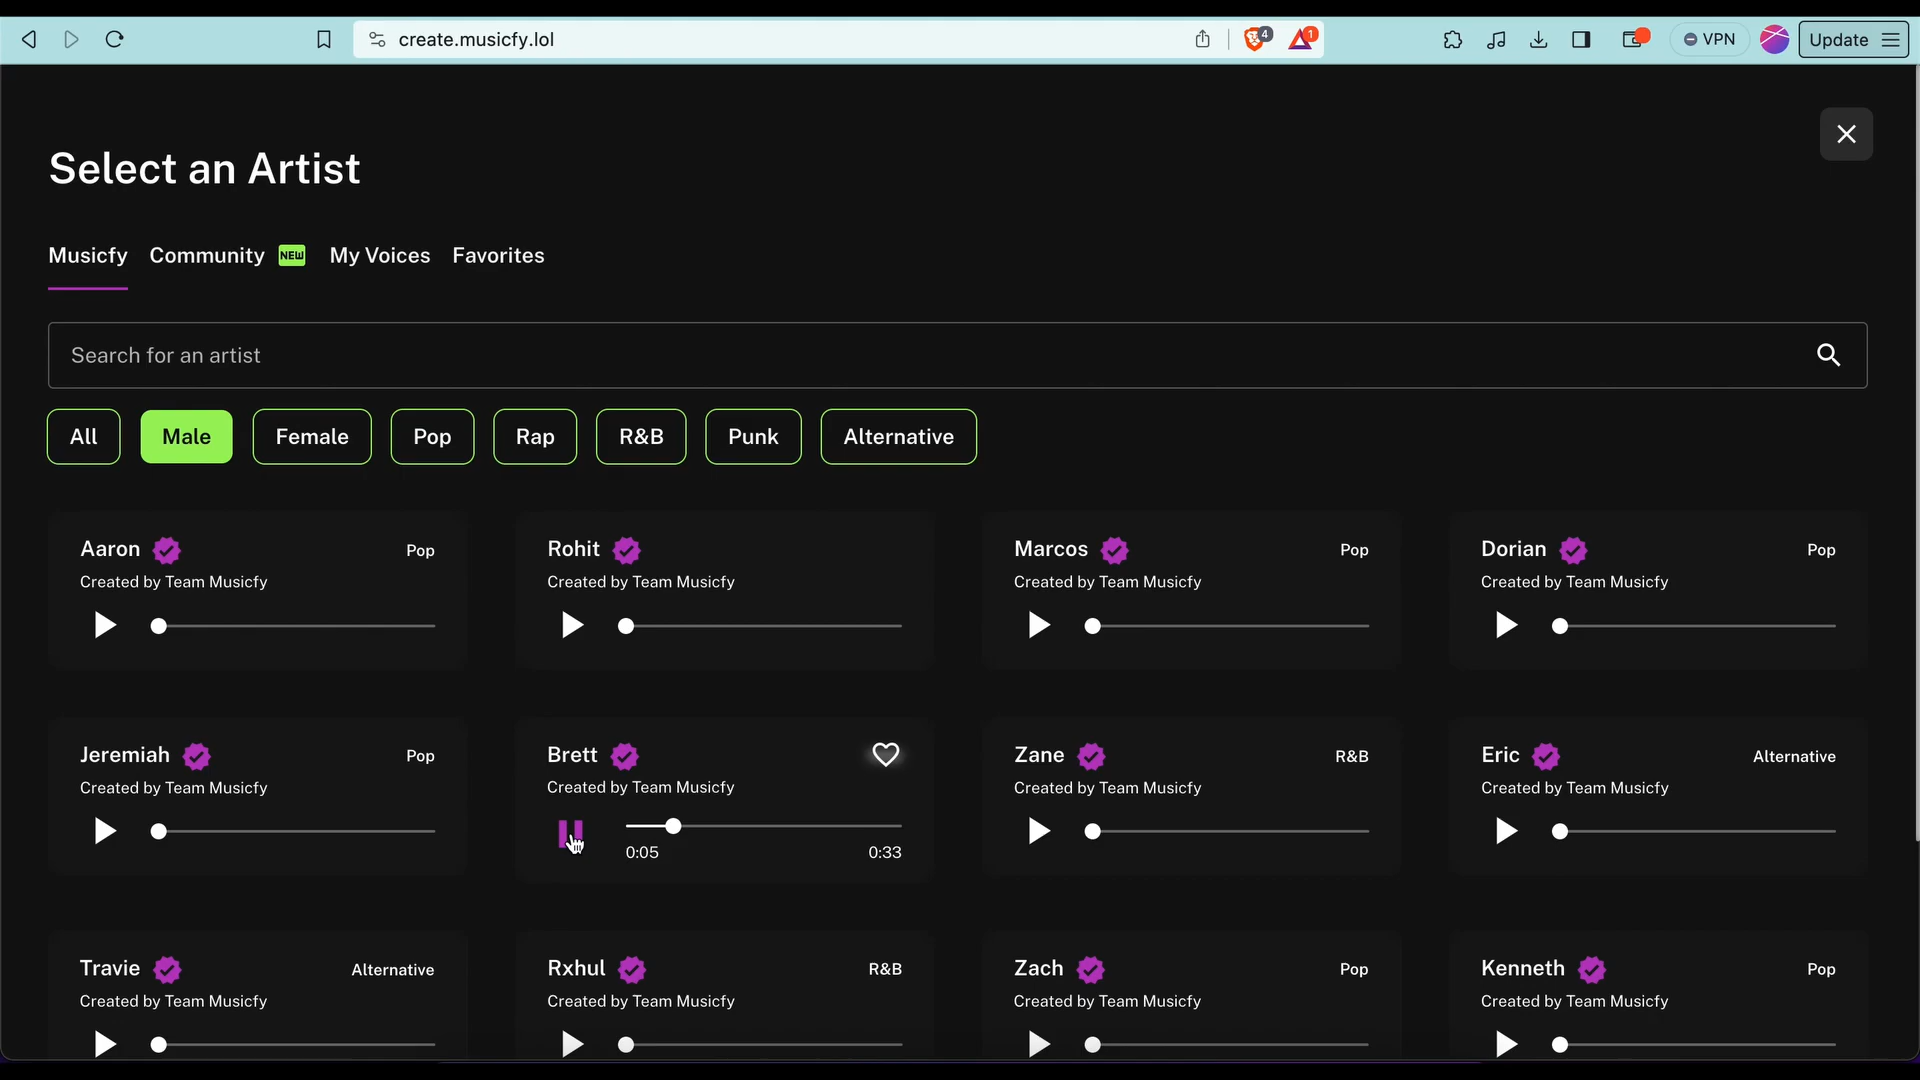 create.musicfy.lol
4
1
VPN
Update
Select an Artist
Musicfy
Community NEW
My Voices
Favorites
Search for an artist
All
Male
Female
Pop
Rap
R&B
Punk
Alternative
Aaron
Pop
Created by Team Musicfy
Rohit
Created by Team Musicfy
Marcos
Pop
Created by Team Musicfy
Dorian
Pop
Created by Team Musicfy
Jeremiah
Pop
Created by Team Musicfy
Brett
Created by Team Musicfy
0:05
0:33
Zane
R&B
Created by Team Musicfy
Eric
Alternative
Created by Team Musicfy
Travie
Alternative
Created by Team Musicfy
Rxhul
R&B
Created by Team Musicfy
Zach
Pop
Created by Team Musicfy
Kenneth
Pop
Created by Team Musicfy